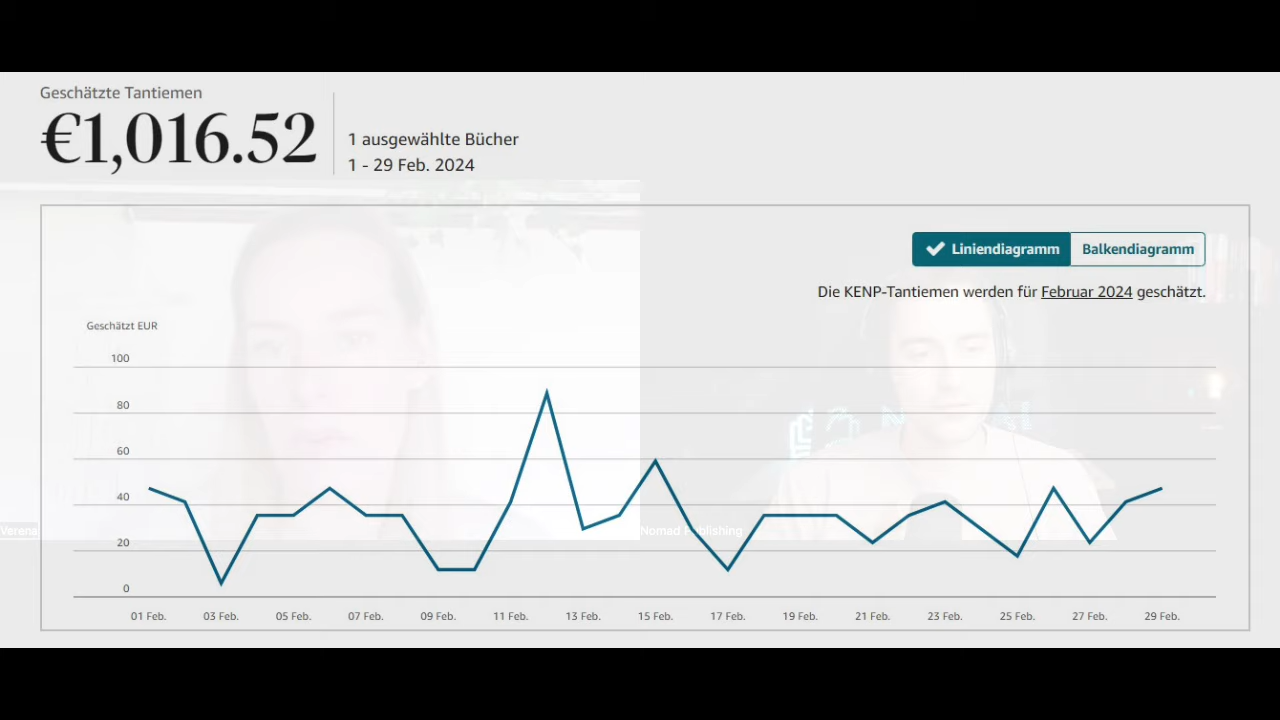 Geschätzte Tantiemen
€1,016.52
1 ausgewählte Bücher
1 - 29 Feb. 2024
Liniendiagramm
Balkendiagramm
Die KENP-Tantiemen werden für Februar 2024 geschätzt.
Geschätzt EUR
100
80
60
40
20
0
01 Feb.
03 Feb.
05 Feb.
07 Feb.
09 Feb.
11 Feb.
13 Feb.
15 Feb.
17 Feb.
19 Feb.
21 Feb.
23 Feb.
25 Feb.
27 Feb.
29 Feb.
Verena
Nomad Publishing